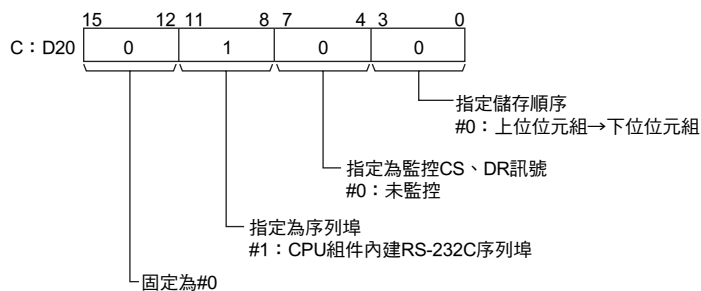 15 12 11 8 7 4 3 0
C：D20 0 1 0 0
指定儲存順序
#0：上位位元組→下位位元組
指定為監控CS、DR訊號
#0：未監控
指定為序列埠
#1：CPU組件內建RS-232C序列埠
固定為#0